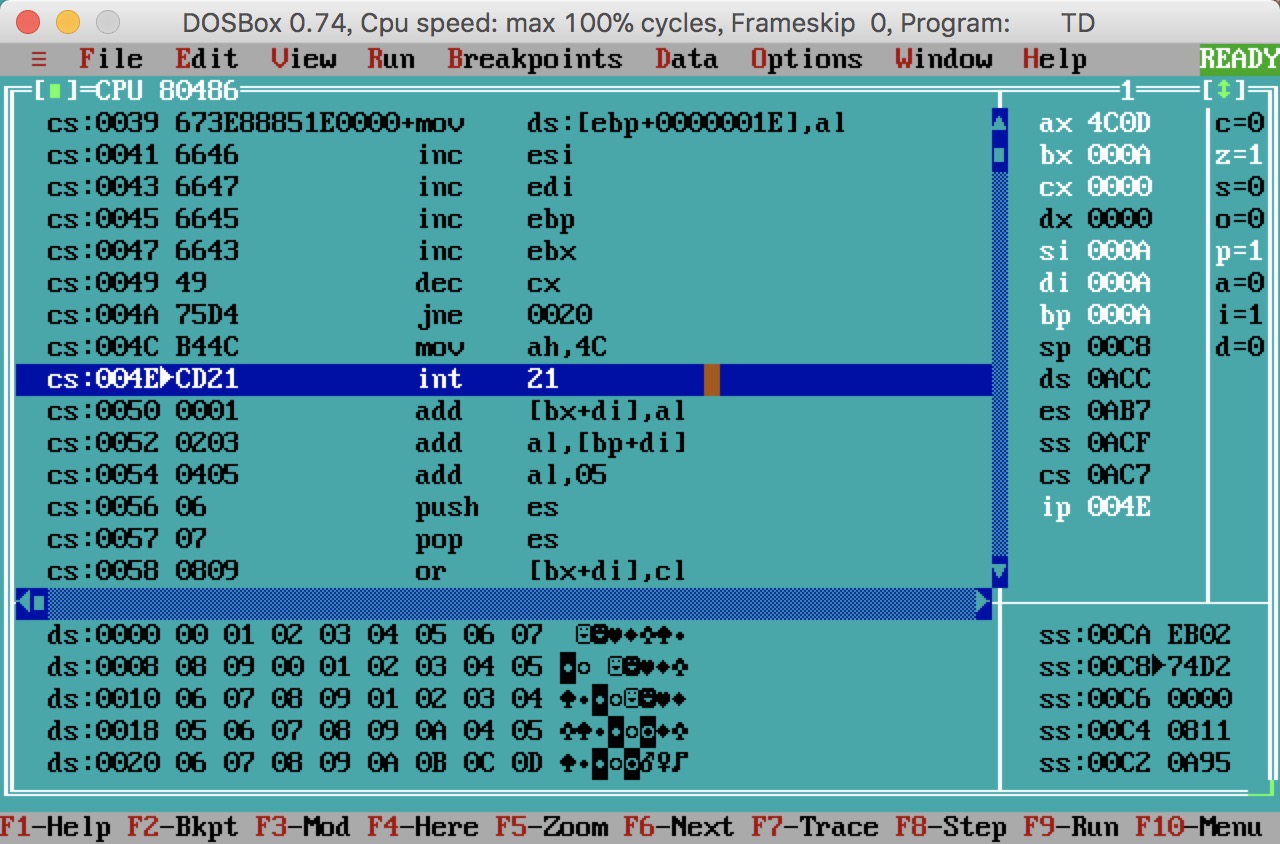 DOSBox 0.74, Cpu speed: max 100% cycles, Frameskip 0, Program: TD
≡ File Edit View Run Breakpoints Data Options Window Help READY
[■]=CPU 80486 1 [↕]
cs:0039 673E88851E0000+mov ds:[ebp+0000001E],al
cs:0041 6646 inc esi
cs:0043 6647 inc edi
cs:0045 6645 inc ebp
cs:0047 6643 inc ebx
cs:0049 49 dec cx
cs:004A 75D4 jne 0020
cs:004C B44C mov ah,4C
cs:004E►CD21 int 21
cs:0050 0001 add [bx+di],al
cs:0052 0203 add al,[bp+di]
cs:0054 0405 add al,05
cs:0056 06 push es
cs:0057 07 pop es
cs:0058 0809 or [bx+di],cl
ax 4C0D c=0
bx 000A z=1
cx 0000 s=0
dx 0000 o=0
si 000A p=1
di 000A a=0
bp 000A i=1
sp 00C8 d=0
ds 0ACC
es 0AB7
ss 0ACF
cs 0AC7
ip 004E
ds:0000 00 01 02 03 04 05 06 07 ☺☻♥♦♣♠•
ds:0008 08 09 00 01 02 03 04 05 ◘○ ☺☻♥♦♣
ds:0010 06 07 08 09 01 02 03 04 ♠•◘○☺☻♥♦
ds:0018 05 06 07 08 09 0A 04 05 ♣♠•◘○◙♦♣
ds:0020 06 07 08 09 0A 0B 0C 0D ♠•◘○◙♂♀♪
ss:00CA EB02
ss:00C8►74D2
ss:00C6 0000
ss:00C4 0811
ss:00C2 0A95
F1-Help F2-Bkpt F3-Mod F4-Here F5-Zoom F6-Next F7-Trace F8-Step F9-Run F10-Menu